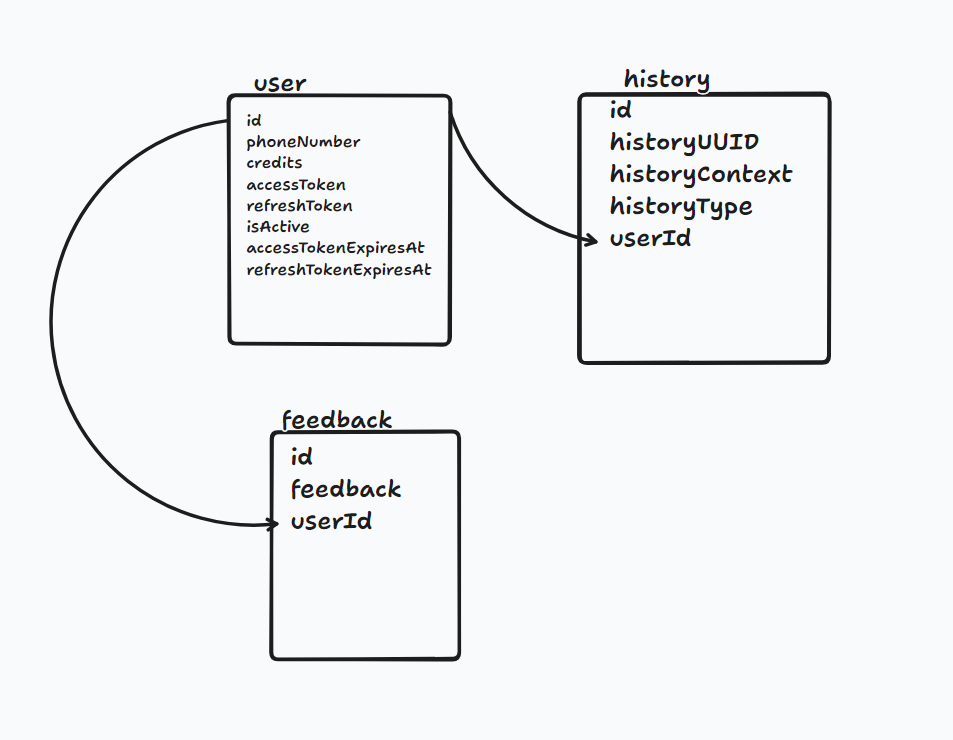 user
id
phoneNumber
credits
accessToken
refreshToken
isActive
accessTokenExpiresAt
refreshTokenExpiresAt
history
id
historyUUID
historyContext
historyType
userId
feedback
id
feedback
userId